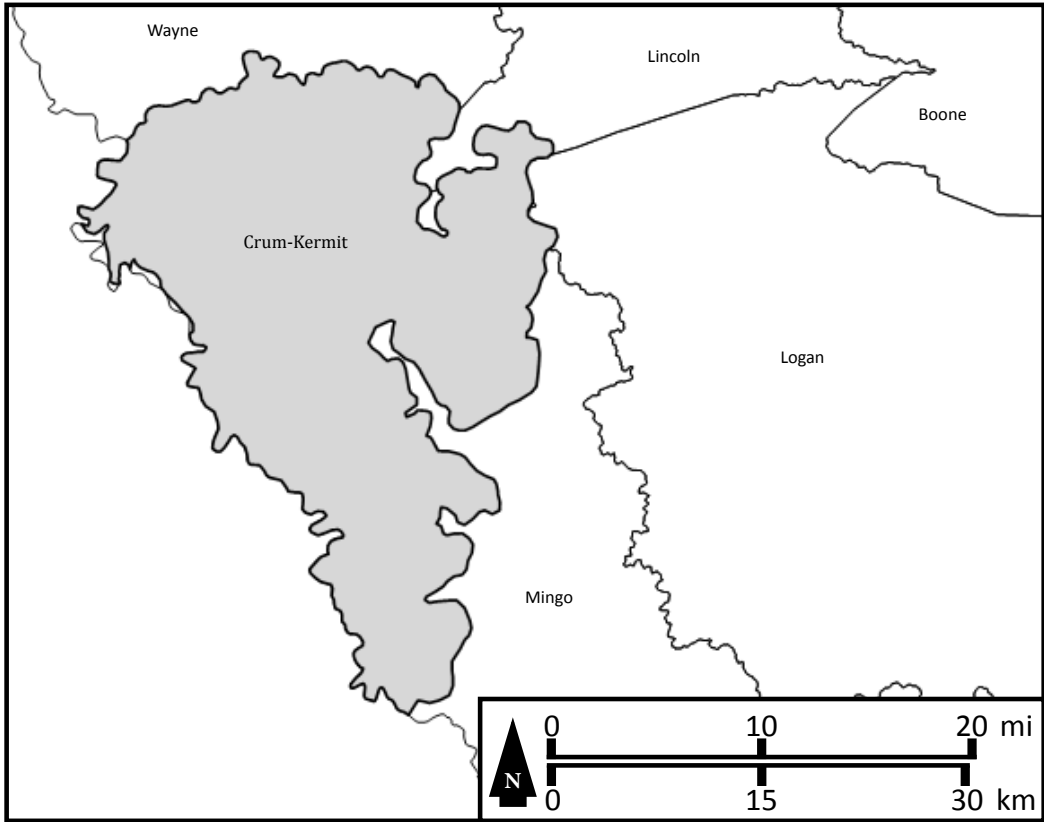 Wayne
Lincoln
Boone
Crum-Kermit
Logan
Mingo
0 10 20 mi
N
0 15 30 km